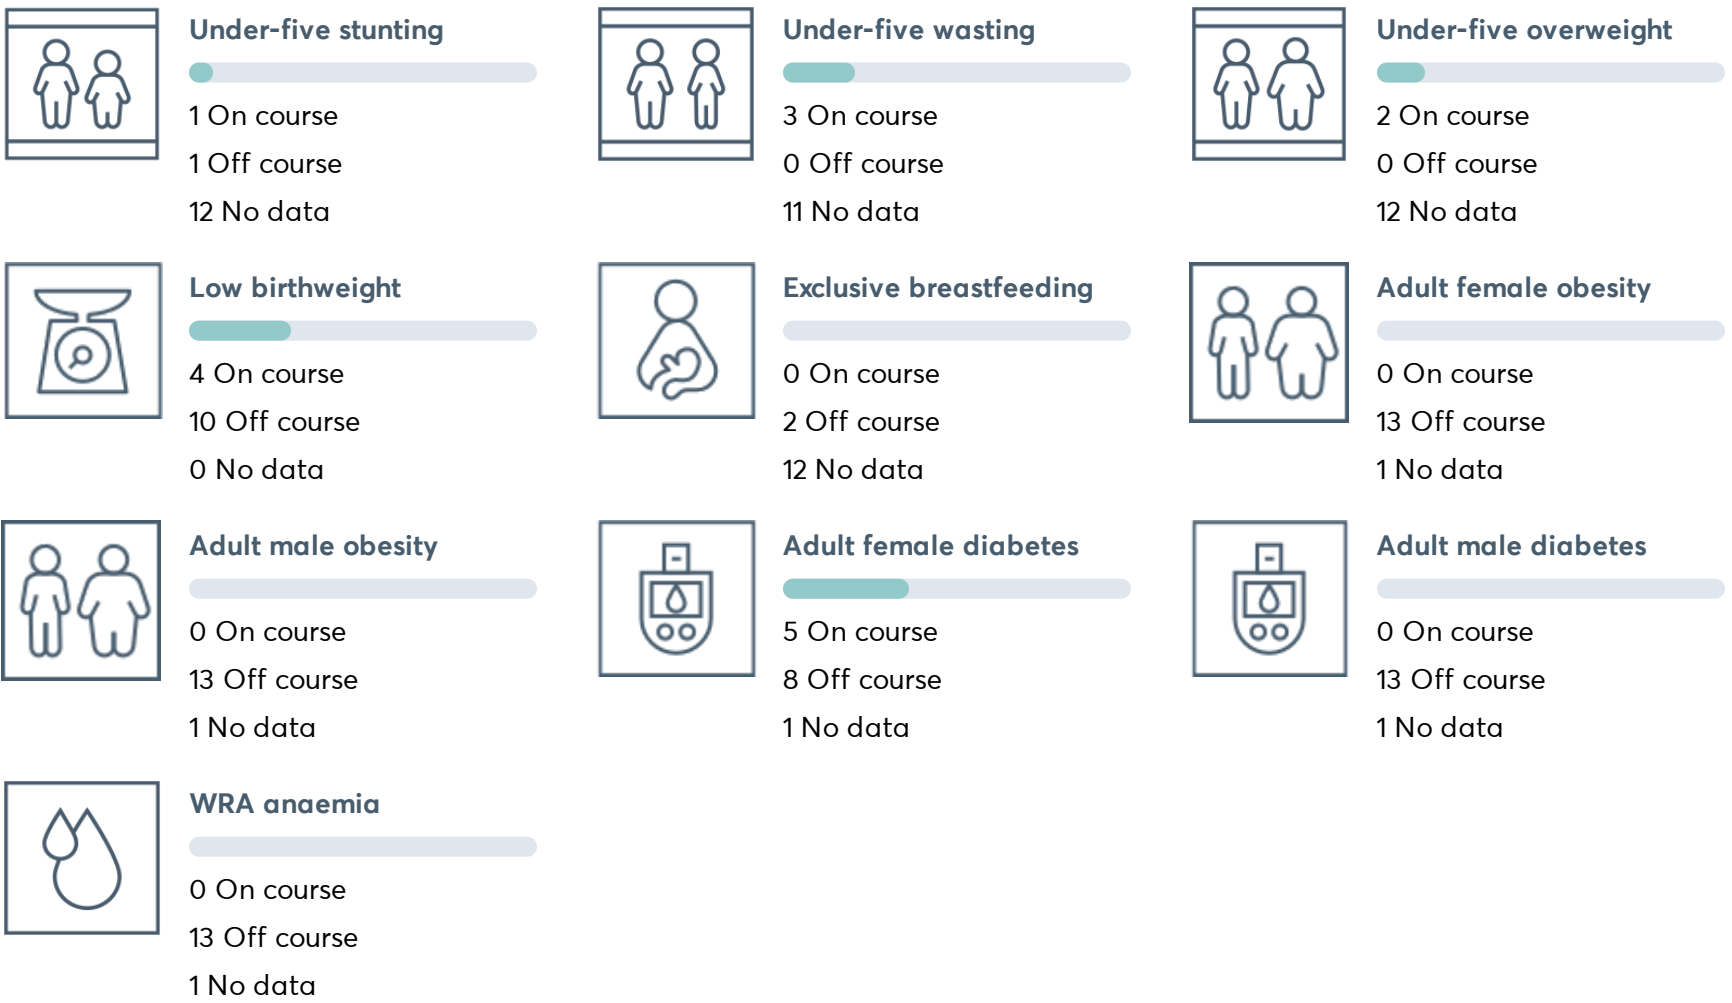 Under-five stunting
1 On course
1 Off course
12 No data
Under-five wasting
3 On course
0 Off course
11 No data
Under-five overweight
2 On course
0 Off course
12 No data
Low birthweight
4 On course
10 Off course
0 No data
Exclusive breastfeeding
0 On course
2 Off course
12 No data
Adult female obesity
0 On course
13 Off course
1 No data
Adult male obesity
0 On course
13 Off course
1 No data
Adult female diabetes
5 On course
8 Off course
1 No data
Adult male diabetes
0 On course
13 Off course
1 No data
WRA anaemia
0 On course
13 Off course
1 No data